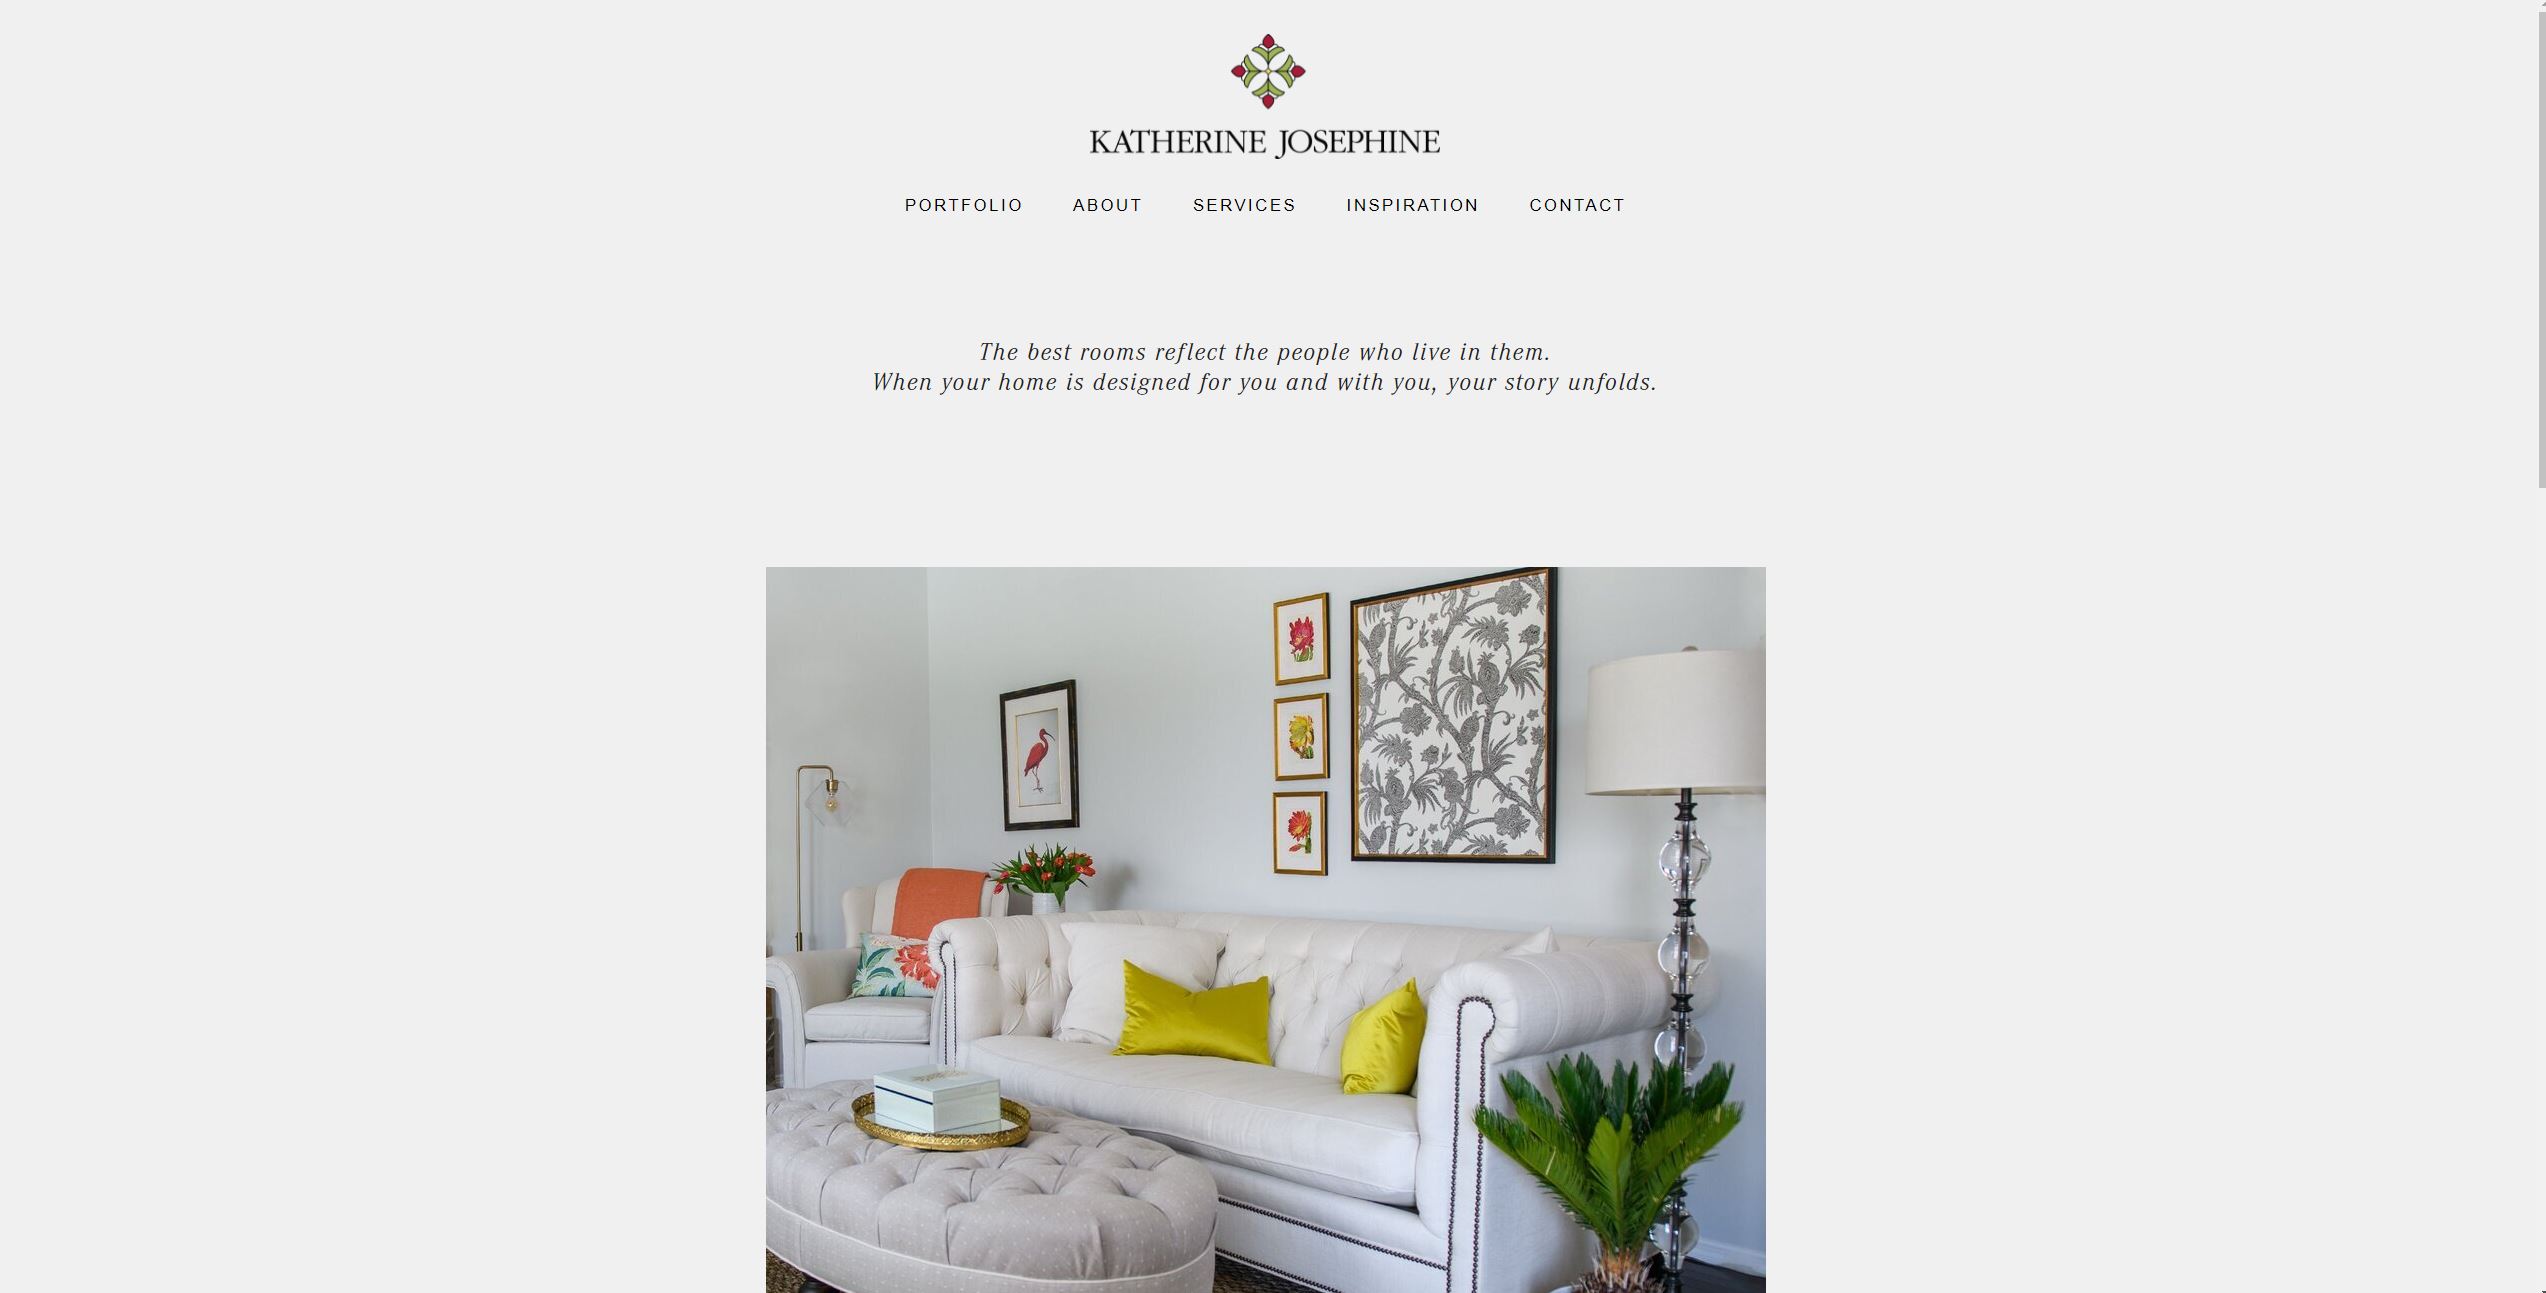 KATHERINE JOSEPHINE
PORTFOLIO ABOUT SERVICES INSPIRATION CONTACT
The best rooms reflect the people who live in them.
When your home is designed for you and with you, your story unfolds.